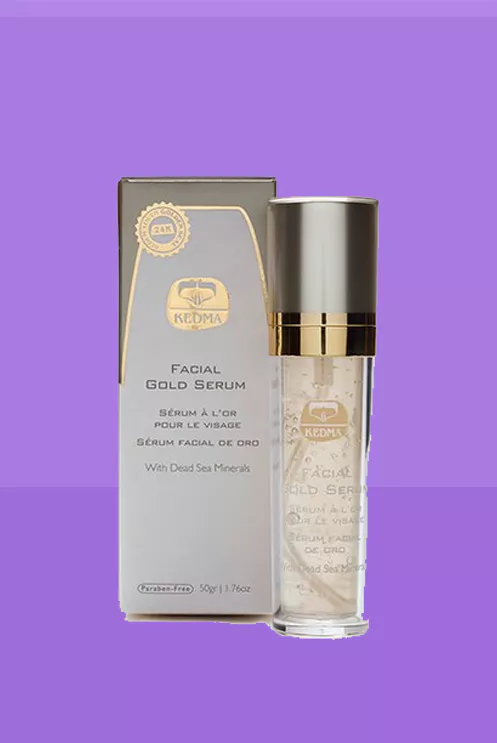 24K
KEDMA
FACIAL
GOLD SERUM
SÉRUM À L'OR
POUR LE VISAGE
SÉRUM FACIAL DE ORO
With Dead Sea Minerals
Paraben-Free 50gr | 1.76oz
KEDMA
FACIAL
GOLD SERUM
SÉRUM À L'OR
POUR LE VISAGE
SÉRUM FACIAL
DE ORO
With Dead Sea Minerals